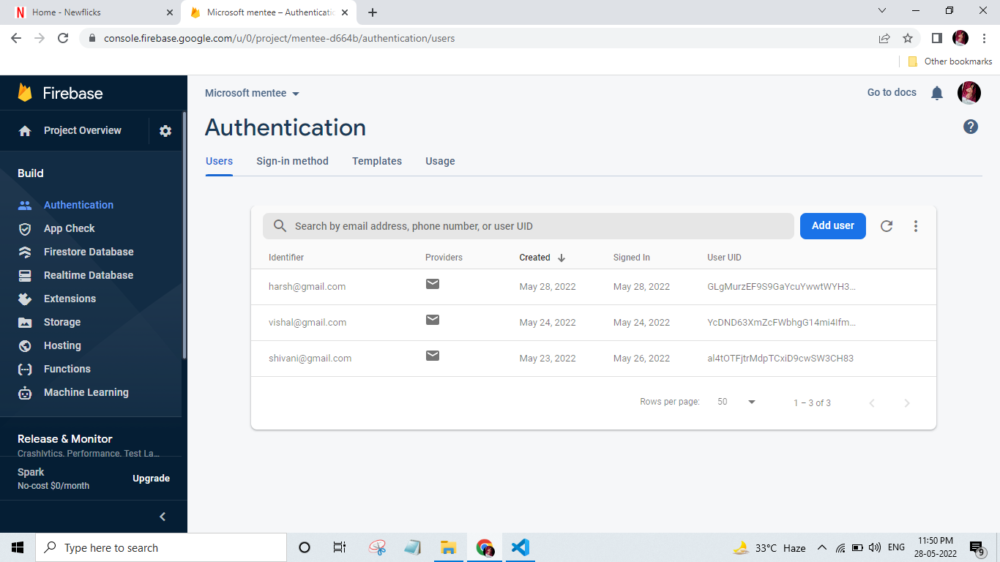 Home - Newflicks
Microsoft mentee – Authenticatic
console.firebase.google.com/u/0/project/mentee-d664b/authentication/users
Other bookmarks
Firebase
Project Overview
Build
Authentication
App Check
Firestore Database
Realtime Database
Extensions
Storage
Hosting
Functions
Machine Learning
Release & Monitor
Crashlytics, Performance, Test La...
Spark
No-cost $0/month
Upgrade
Microsoft mentee
Go to docs
Authentication
Users Sign-in method Templates Usage
Search by email address, phone number, or user UID
Add user
Identifier Providers Created Signed In User UID
harsh@gmail.com May 28, 2022 May 28, 2022 GLgMurzEF9S9GaYcuYwwtWYH3...
vishal@gmail.com May 24, 2022 May 24, 2022 YcDND63XmZcFWbhgG14mi4Ifm...
shivani@gmail.com May 23, 2022 May 26, 2022 al4tOTFjtrMdpTCxiD9cwSW3CH83
Rows per page: 50 1 – 3 of 3
Type here to search
33°C Haze
ENG
11:50 PM
28-05-2022
9